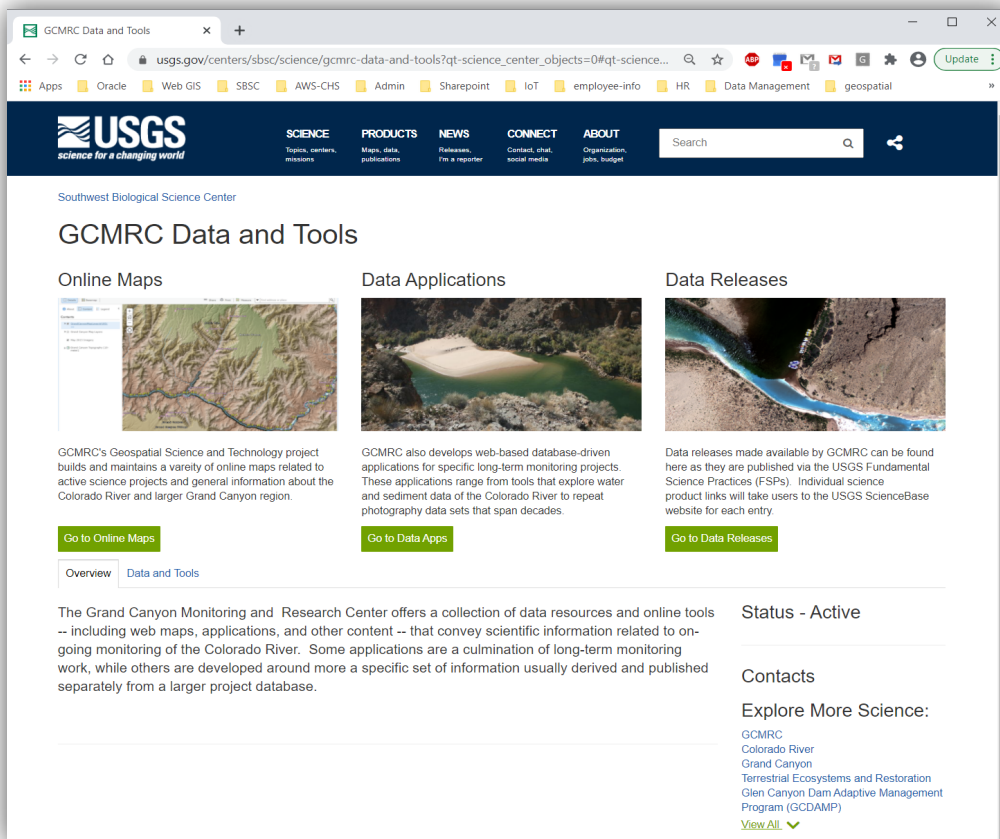 GCMRC Data and Tools
usgs.gov/centers/sbsc/science/gcmrc-data-and-tools?qt-science_center_objects=0#qt-science...
ABP
G
Update
Apps
Oracle
Web GIS
SBSC
AWS-CHS
Admin
Sharepoint
IoT
employee-info
HR
Data Management
geospatial
»
USGS
science for a changing world
SCIENCE
Topics, centers,
missions
PRODUCTS
Maps, data,
publications
NEWS
Releases,
I'm a reporter
CONNECT
Contact, chat,
social media
ABOUT
Organization,
jobs, budget
Search
Southwest Biological Science Center
GCMRC Data and Tools
Online Maps
GCMRC's Geospatial Science and Technology project
builds and maintains a vareity of online maps related to
active science projects and general information about the
Colorado River and larger Grand Canyon region.
Go to Online Maps
Data Applications
GCMRC also develops web-based database-driven
applications for specific long-term monitoring projects.
These applications range from tools that explore water
and sediment data of the Colorado River to repeat
photography data sets that span decades.
Go to Data Apps
Data Releases
Data releases made available by GCMRC can be found
here as they are published via the USGS Fundamental
Science Practices (FSPs).  Individual science
product links will take users to the USGS ScienceBase
website for each entry.
Go to Data Releases
Overview
Data and Tools
The Grand Canyon Monitoring and  Research Center offers a collection of data resources and online tools
-- including web maps, applications, and other content -- that convey scientific information related to on-
going monitoring of the Colorado River.  Some applications are a culmination of long-term monitoring
work, while others are developed around more a specific set of information usually derived and published
separately from a larger project database.
Status - Active
Contacts
Explore More Science:
GCMRC
Colorado River
Grand Canyon
Terrestrial Ecosystems and Restoration
Glen Canyon Dam Adaptive Management
Program (GCDAMP)
View All